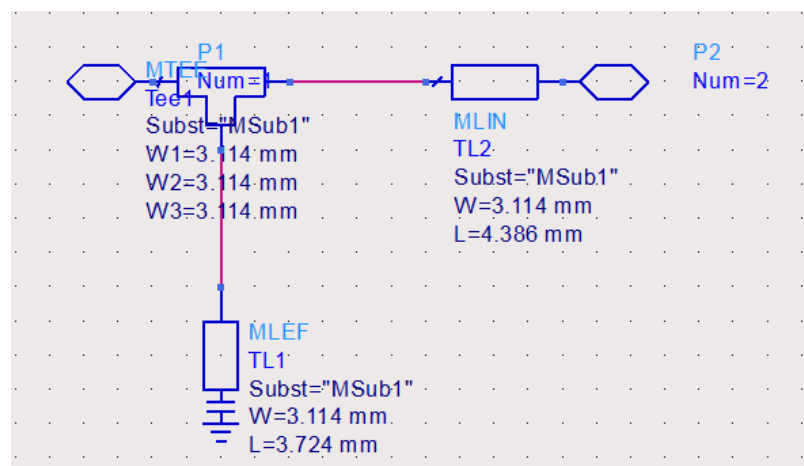 P1
Num=1
MTEE
Tee1
Subst="MSub1"
W1=3.114 mm
W2=3.114 mm
W3=3.114 mm
MLIN
TL2
Subst="MSub1"
W=3.114 mm
L=4.386 mm
P2
Num=2
MLEF
TL1
Subst="MSub1"
W=3.114 mm
L=3.724 mm